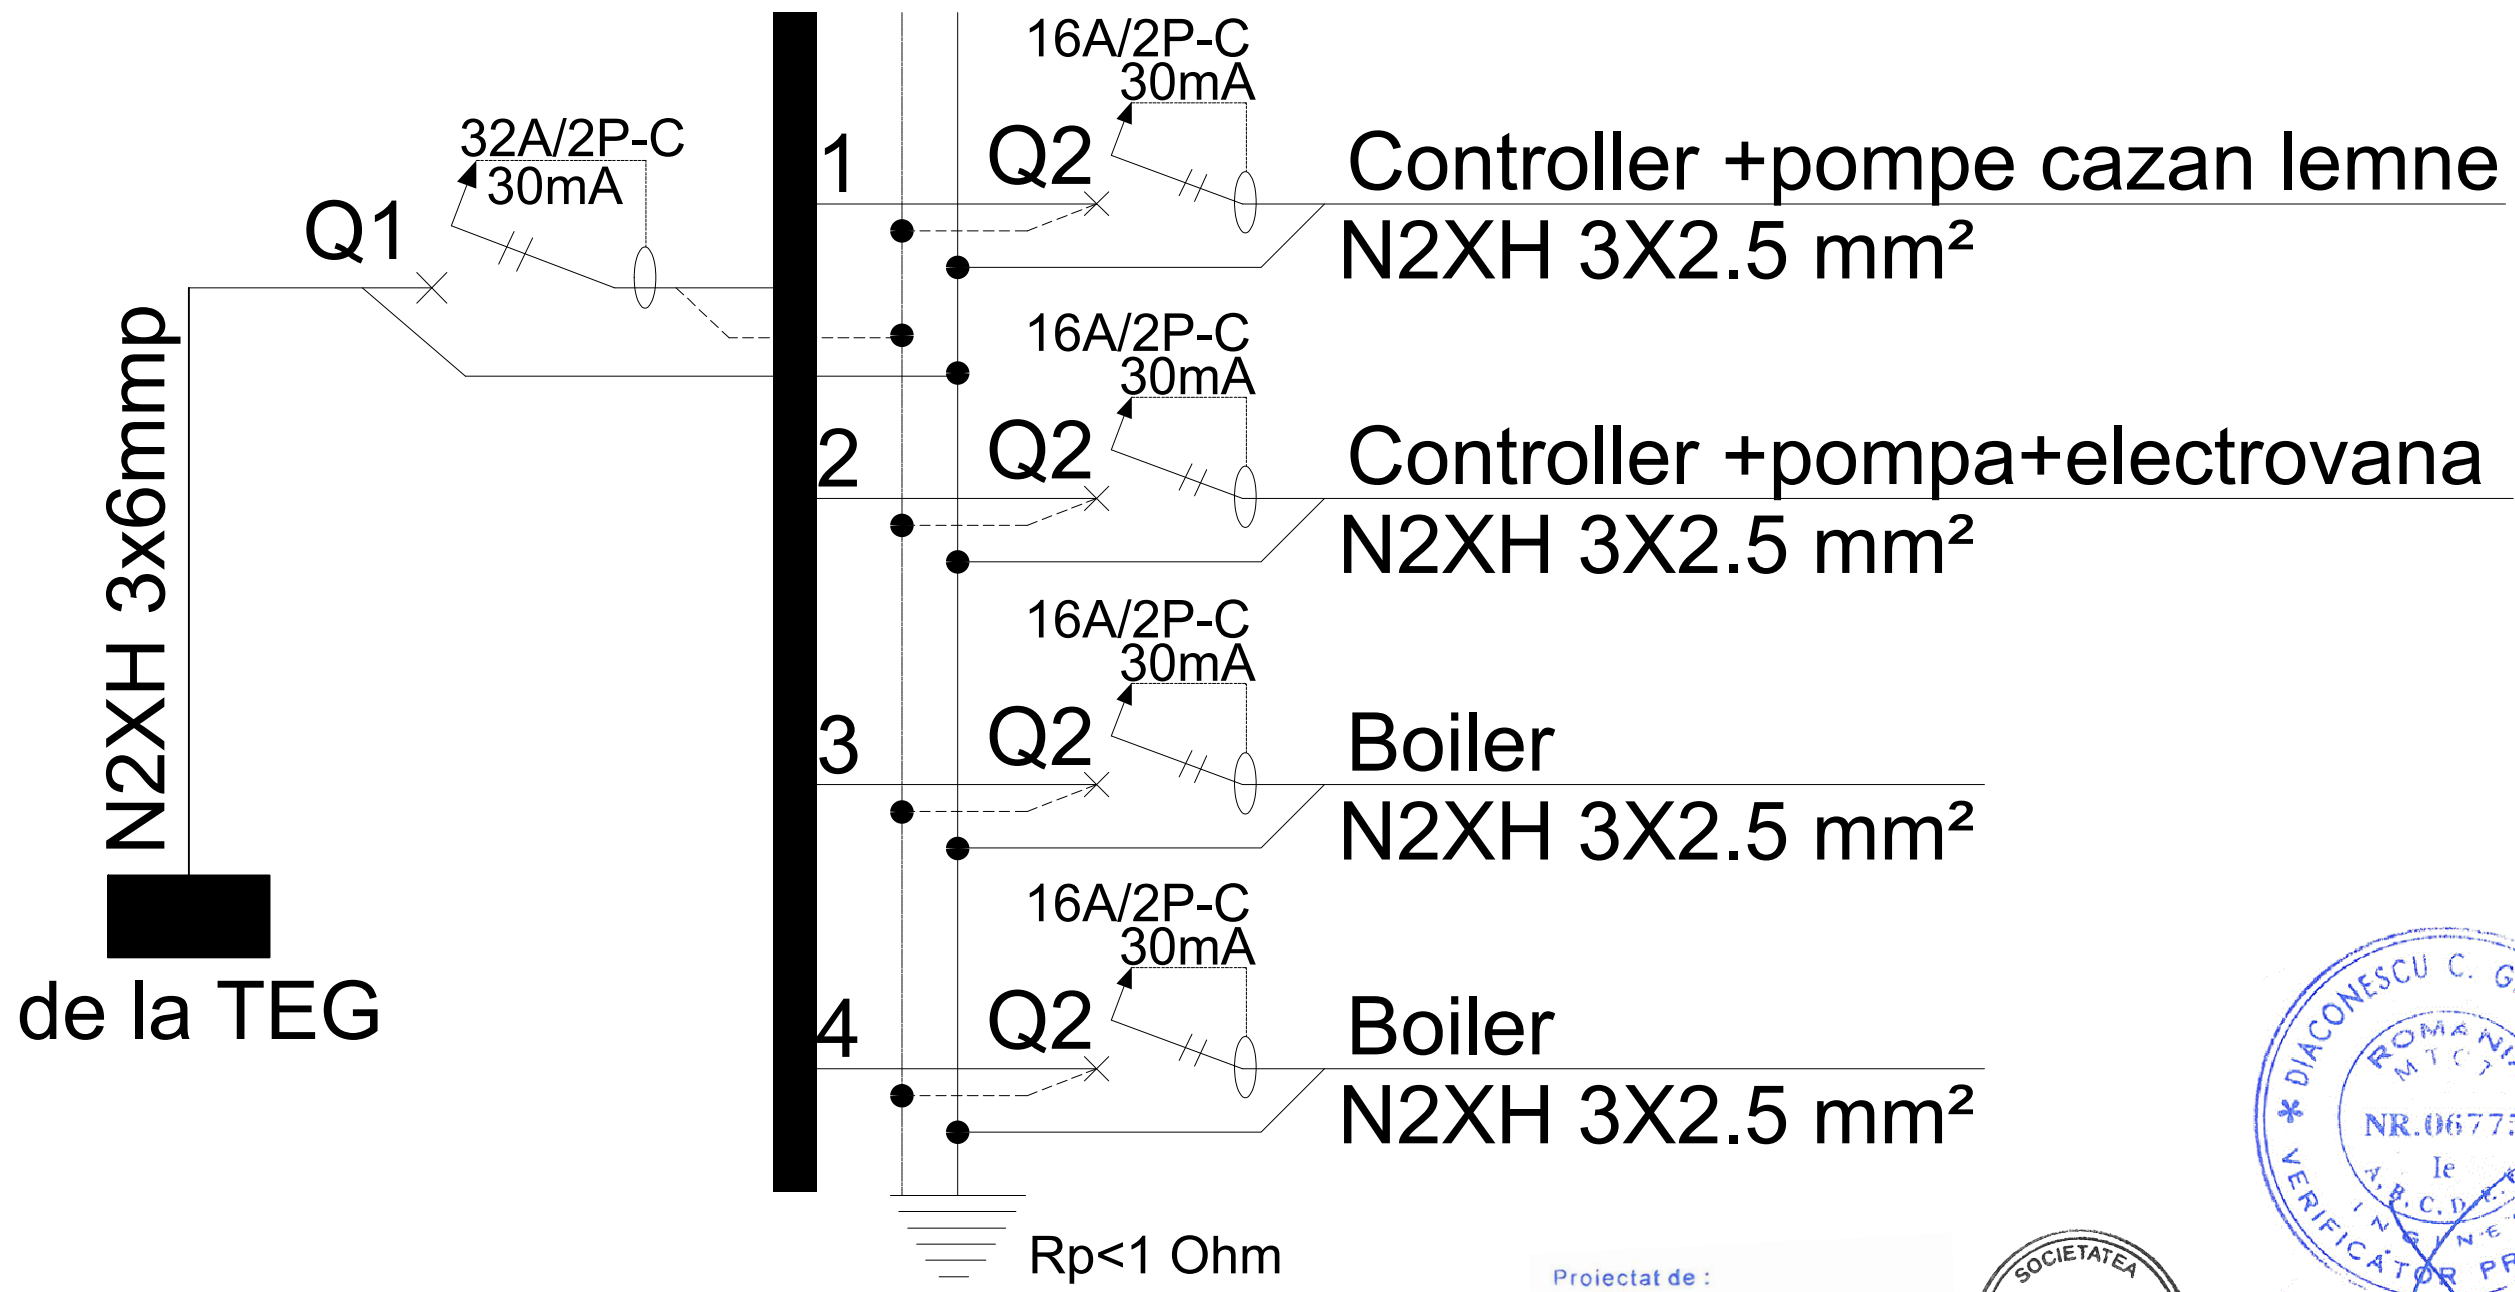 16A/2P-C
30mA
32A/2P-C
30mA
Q1
1
Q2
Controller +pompe cazan lemne
N2XH 3X2.5 mm²
N2XH 3x6mmp
16A/2P-C
30mA
2
Q2
Controller +pompa+electrovana
N2XH 3X2.5 mm²
16A/2P-C
30mA
3
Q2
Boiler
N2XH 3X2.5 mm²
16A/2P-C
30mA
4
Q2
Boiler
N2XH 3X2.5 mm²
de la TEG
Rp<1 Ohm
Proiectat de :
SOCIETATEA
* DIACONESCU C.
NR.0677
Ie
VERIFICATOR